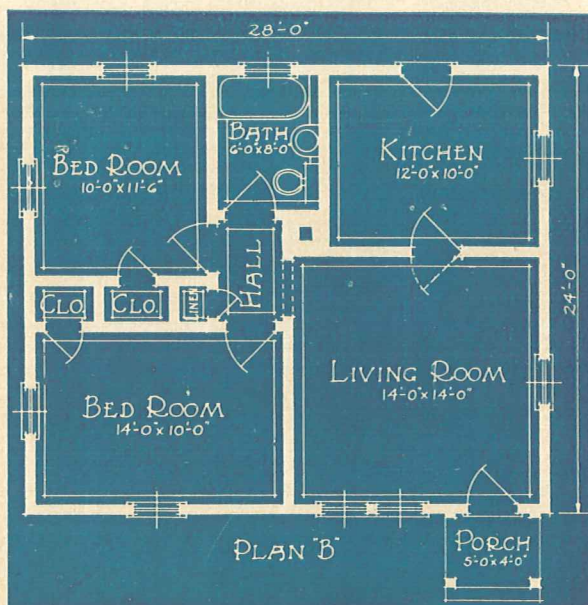 28'-0"
BATH
6'-0"x8'-0"
BED ROOM
10'-0"x11'-6"
KITCHEN
12'-0"x10'-0"
HALL
CLO.
CLO.
LINEN
24'-0"
LIVING ROOM
14'-0"x14'-0"
BED ROOM
14'-0"x10'-0"
PLAN "B"
PORCH
5'-0"x4'-0"